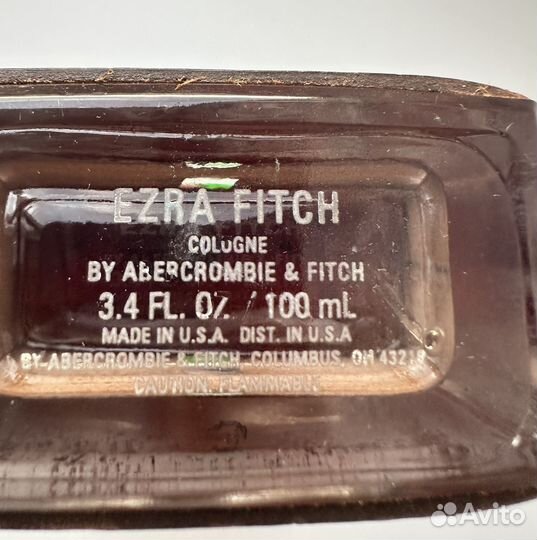 EZRA FITCH
COLOGNE
BY ABERCROMBIE & FITCH
3.4 FL. OZ. / 100 mL
MADE IN U.S.A. DIST. IN U.S.A
BY ABERCROMBIE & FITCH, COLUMBUS, OH 43216
CAUTION: FLAMMABLE
Avito